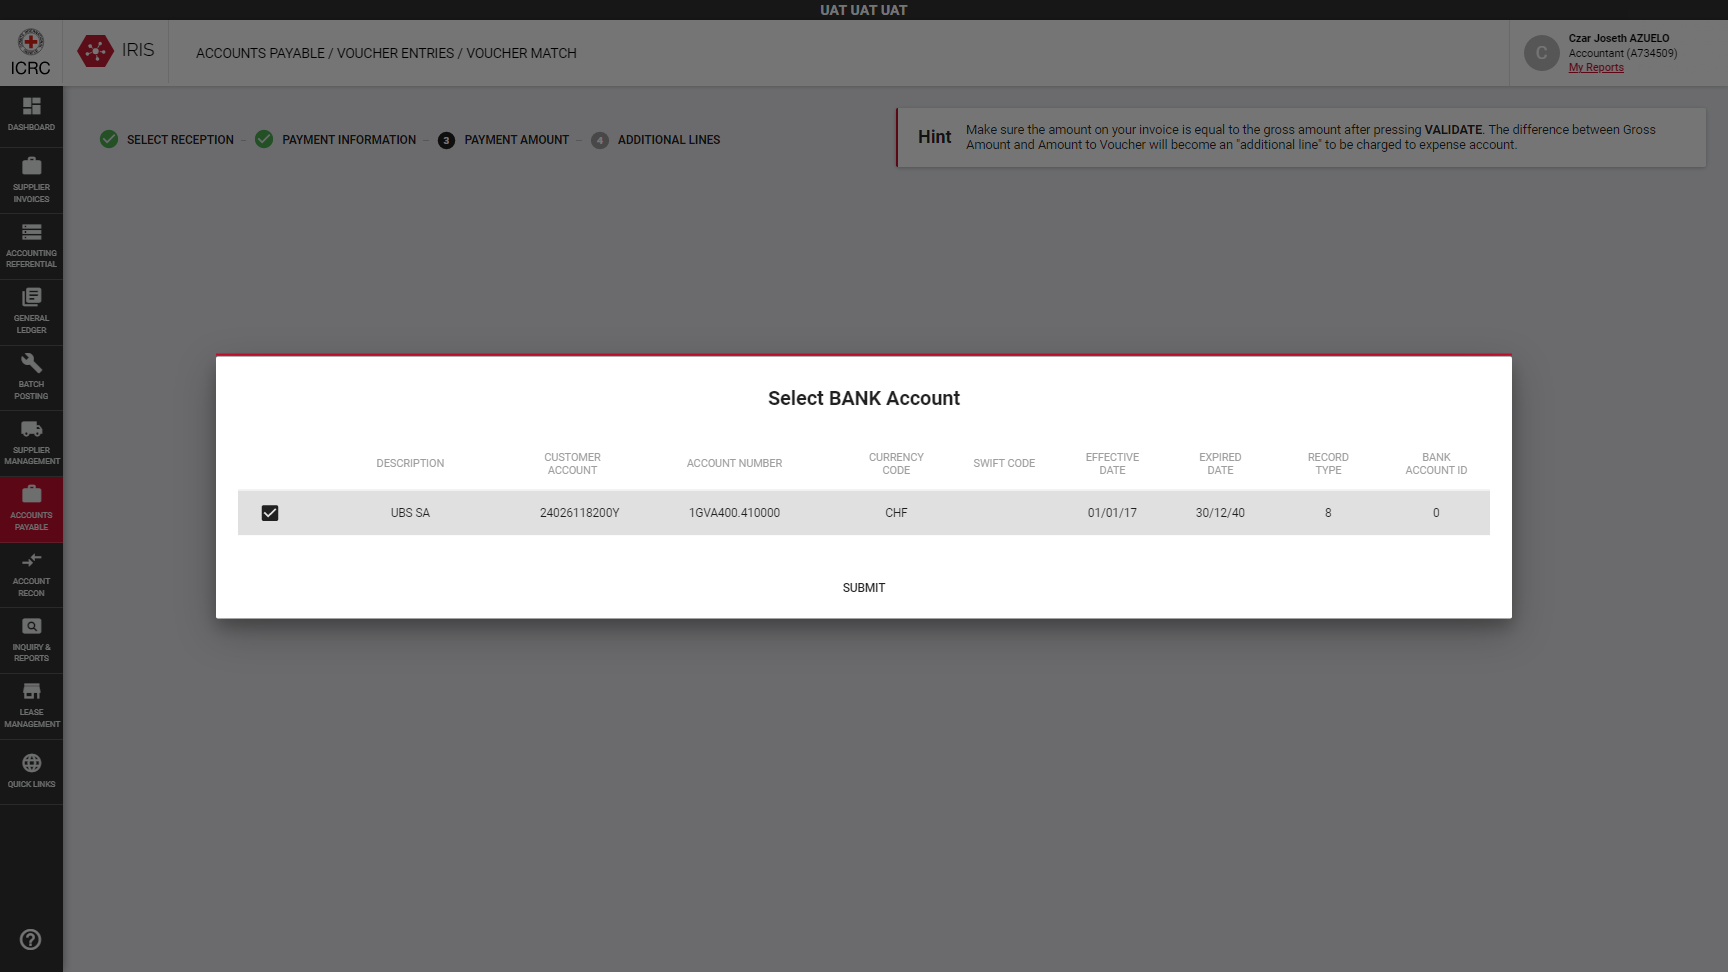 UAT UAT UAT
ICRC
IRIS
ACCOUNTS PAYABLE / VOUCHER ENTRIES / VOUCHER MATCH
C
Czar Joseth AZUELO
Accountant (A734509)
My Reports
DASHBOARD
SUPPLIER
INVOICES
ACCOUNTING
REFERENTIAL
GENERAL
LEDGER
BATCH
POSTING
SUPPLIER
MANAGEMENT
ACCOUNTS
PAYABLE
ACCOUNT
RECON
INQUIRY &
REPORTS
LEASE
MANAGEMENT
QUICK LINKS
SELECT RECEPTION
PAYMENT INFORMATION
3 PAYMENT AMOUNT
4 ADDITIONAL LINES
Hint
Make sure the amount on your invoice is equal to the gross amount after pressing VALIDATE. The difference between Gross
Amount and Amount to Voucher will become an "additional line" to be charged to expense account.
Select BANK Account
DESCRIPTION
CUSTOMER
ACCOUNT
ACCOUNT NUMBER
CURRENCY
CODE
SWIFT CODE
EFFECTIVE
DATE
EXPIRED
DATE
RECORD
TYPE
BANK
ACCOUNT ID
UBS SA 24026118200Y 1GVA400.410000 CHF 01/01/17 30/12/40 8 0
SUBMIT